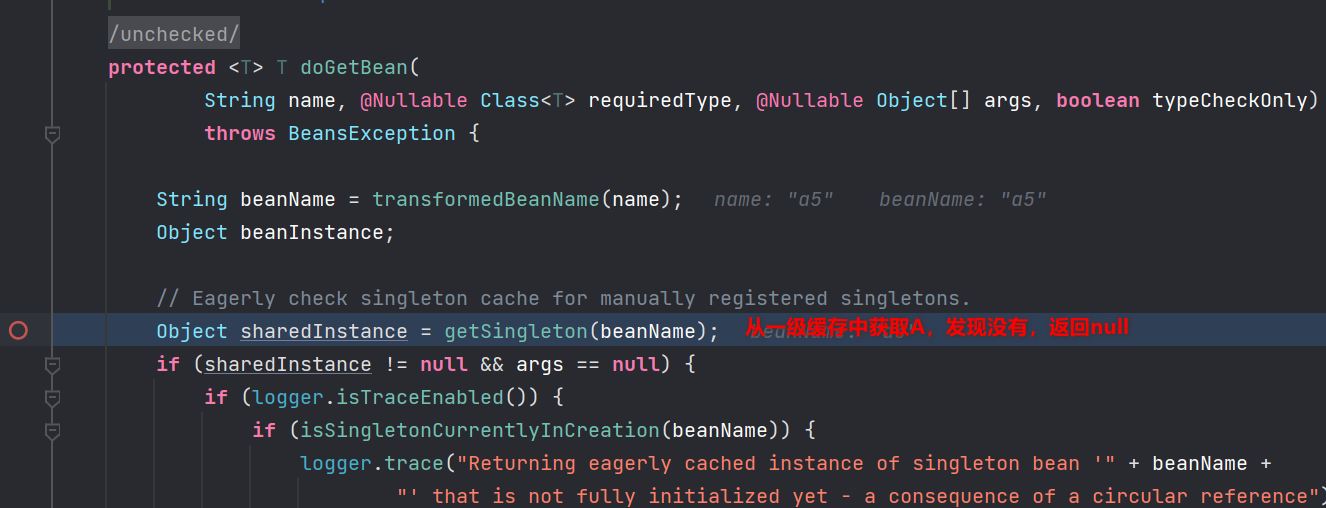 /unchecked/
protected <T> T doGetBean(
String name, @Nullable Class<T> requiredType, @Nullable Object[] args, boolean typeCheckOnly)
throws BeansException {
String beanName = transformedBeanName(name);   name: "a5"   beanName: "a5"
Object beanInstance;
// Eagerly check singleton cache for manually registered singletons.
Object sharedInstance = getSingleton(beanName);   从一级缓存中获取A，发现没有，返回null
if (sharedInstance != null && args == null) {
if (logger.isTraceEnabled()) {
if (isSingletonCurrentlyInCreation(beanName)) {
logger.trace("Returning eagerly cached instance of singleton bean '" + beanName +
"' that is not fully initialized yet - a consequence of a circular reference")